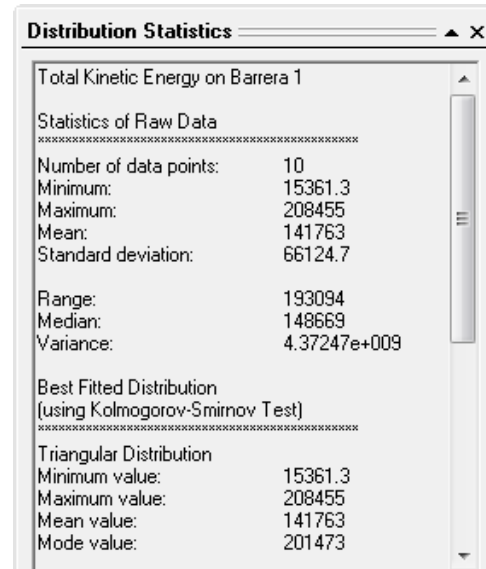 Distribution Statistics
Total Kinetic Energy on Barrera 1
Statistics of Raw Data
Number of data points: 10
Minimum: 15361.3
Maximum: 208455
Mean: 141763
Standard deviation: 66124.7
Range: 193094
Median: 148669
Variance: 4.37247e+009
Best Fitted Distribution
(using Kolmogorov-Smirnov Test)
Triangular Distribution
Minimum value: 15361.3
Maximum value: 208455
Mean value: 141763
Mode value: 201473